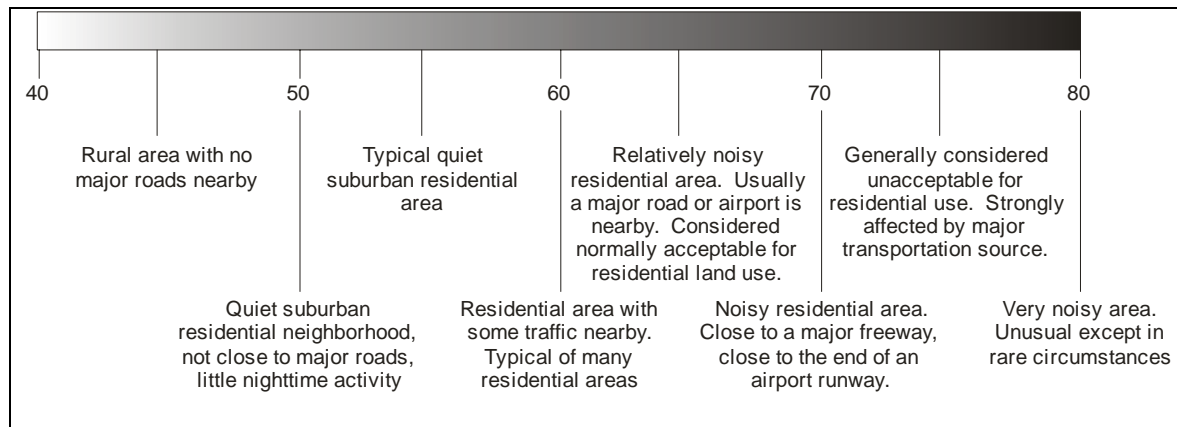 40
50
60
70
80
Rural area with no
major roads nearby
Typical quiet
suburban residential
area
Relatively noisy
residential area. Usually
a major road or airport is
nearby. Considered
normally acceptable for
residential land use.
Generally considered
unacceptable for
residential use. Strongly
affected by major
transportation source.
Quiet suburban
residential neighborhood,
not close to major roads,
little nighttime activity
Residential area with
some traffic nearby.
Typical of many
residential areas
Noisy residential area.
Close to a major freeway,
close to the end of an
airport runway.
Very noisy area.
Unusual except in
rare circumstances